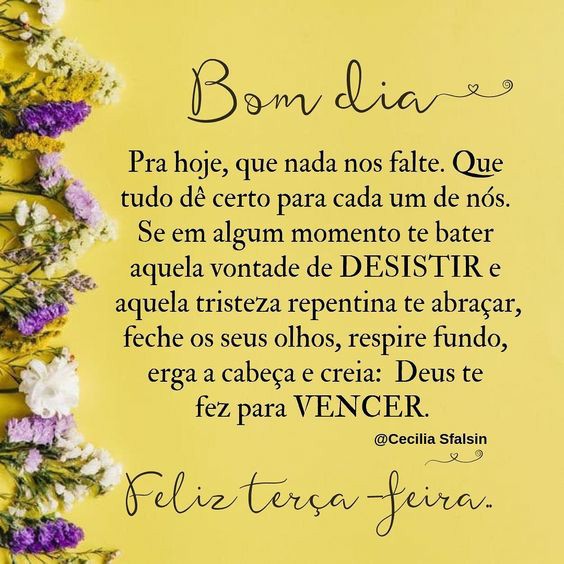 Bom dia
Pra hoje, que nada nos falte. Que
tudo dê certo para cada um de nós.
Se em algum momento te bater
aquela vontade de DESISTIR e
aquela tristeza repentina te abraçar,
feche os seus olhos, respire fundo,
erga a cabeça e creia: Deus te
fez para VENCER.
@Cecilia Sfalsin
Feliz terça-feira..